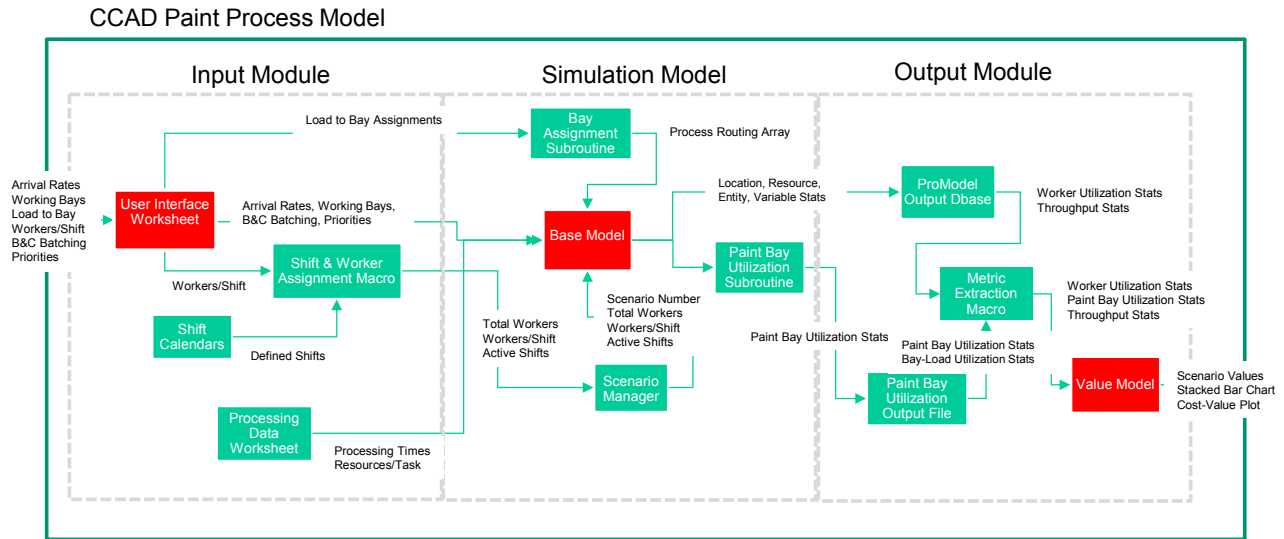 CCAD Paint Process Model
Input Module
Simulation Model
Output Module
Load to Bay Assignments
Bay
Assignment
Subroutine
Process Routing Array
Arrival Rates
Working Bays
Load to Bay
Workers/Shift
B&C Batching
Priorities
User Interface
Worksheet
Arrival Rates, Working Bays,
B&C Batching, Priorities
Location, Resource,
Entity, Variable Stats
ProModel
Output Dbase
Worker Utilization Stats
Throughput Stats
Base Model
Shift & Worker
Assignment Macro
Workers/Shift
Paint Bay
Utilization
Subroutine
Metric
Extraction
Macro
Worker Utilization Stats
Paint Bay Utilization Stats
Throughput Stats
Shift
Calendars
Defined Shifts
Total Workers
Workers/Shift
Active Shifts
Scenario Number
Total Workers
Workers/Shift
Active Shifts
Paint Bay Utilization Stats
Paint Bay Utilization Stats
Bay-Load Utilization Stats
Scenario
Manager
Paint Bay
Utilization
Output File
Value Model
Scenario Values
Stacked Bar Chart
Cost-Value Plot
Processing
Data
Worksheet
Processing Times
Resources/Task